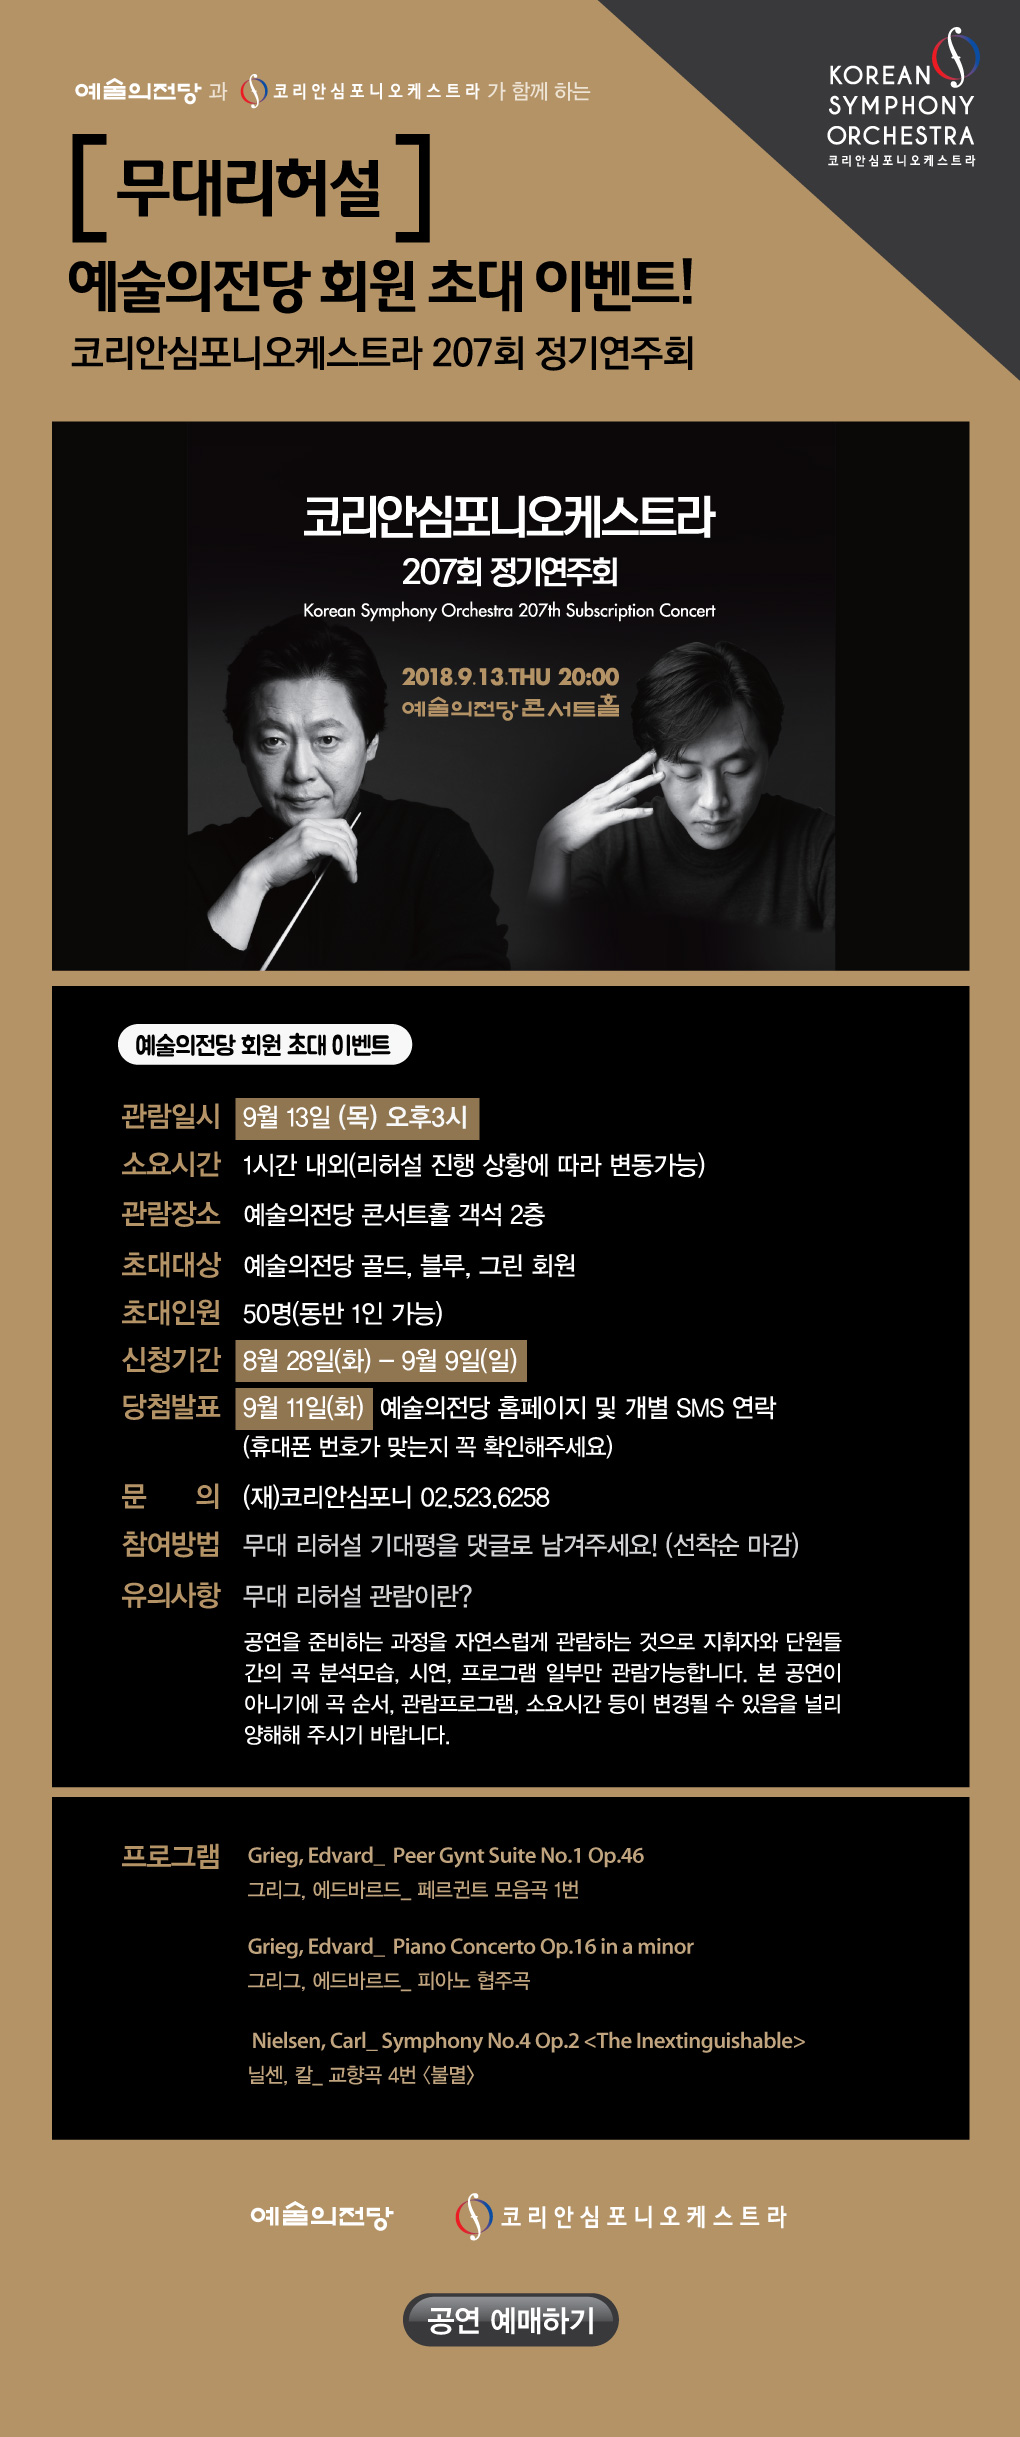 예술의전당 과 코리안심포니오케스트라 가 함께 하는
KOREAN
SYMPHONY
ORCHESTRA
코리안심포니오케스트라
[무대리허설]
예술의전당 회원 초대 이벤트!
코리안심포니오케스트라 207회 정기연주회
코리안심포니오케스트라
207회 정기연주회
Korean Symphony Orchestra 207th Subscription Concert
2018.9.13.THU 20:00
예술의전당 콘서트홀
예술의전당 회원 초대 이벤트
관람일시 9월 13일 (목) 오후3시
소요시간 1시간 내외(리허설 진행 상황에 따라 변동가능)
관람장소 예술의전당 콘서트홀 객석 2층
초대대상 예술의전당 골드, 블루, 그린 회원
초대인원 50명(동반 1인 가능)
신청기간 8월 28일(화) – 9월 9일(일)
당첨발표 9월 11일(화) 예술의전당 홈페이지 및 개별 SMS 연락
(휴대폰 번호가 맞는지 꼭 확인해주세요)
문 의 (재)코리안심포니 02.523.6258
참여방법 무대 리허설 기대평을 댓글로 남겨주세요! (선착순 마감)
유의사항 무대 리허설 관람이란?
공연을 준비하는 과정을 자연스럽게 관람하는 것으로 지휘자와 단원들
간의 곡 분석모습, 시연, 프로그램 일부만 관람가능합니다. 본 공연이
아니기에 곡 순서, 관람프로그램, 소요시간 등이 변경될 수 있음을 널리
양해해 주시기 바랍니다.
프로그램 Grieg, Edvard_ Peer Gynt Suite No.1 Op.46
그리그, 에드바르드_ 페르귄트 모음곡 1번
Grieg, Edvard_ Piano Concerto Op.16 in a minor
그리그, 에드바르드_ 피아노 협주곡
Nielsen, Carl_ Symphony No.4 Op.2 <The Inextinguishable>
닐센, 칼_ 교향곡 4번 〈불멸〉
예술의전당 코리안심포니오케스트라
공연 예매하기